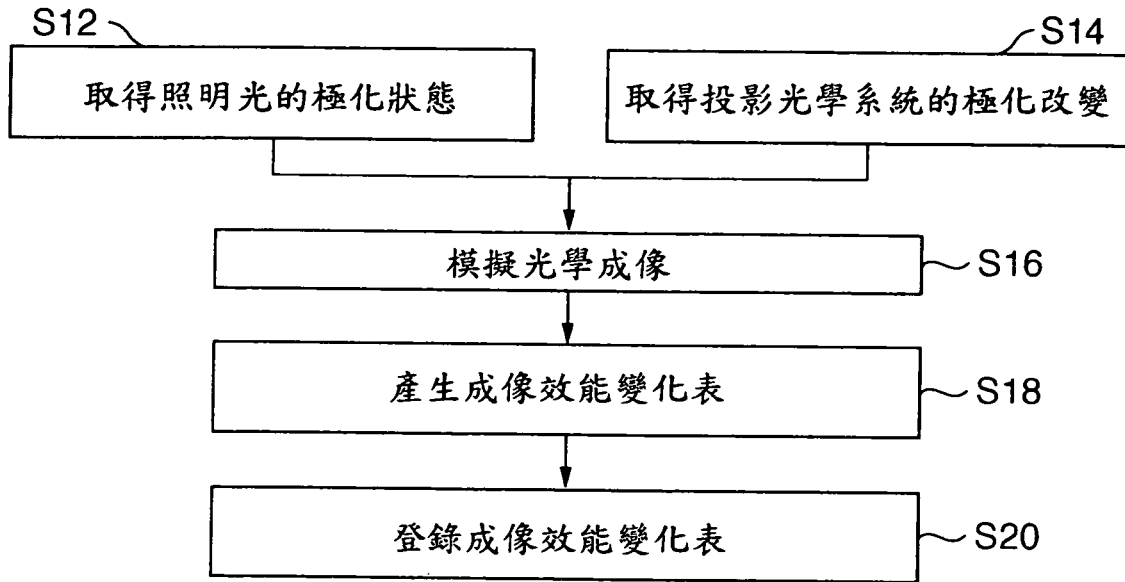 S12
S14
取得照明光的極化狀態
取得投影光學系統的極化改變
模擬光學成像
S16
產生成像效能變化表
S18
登錄成像效能變化表
S20